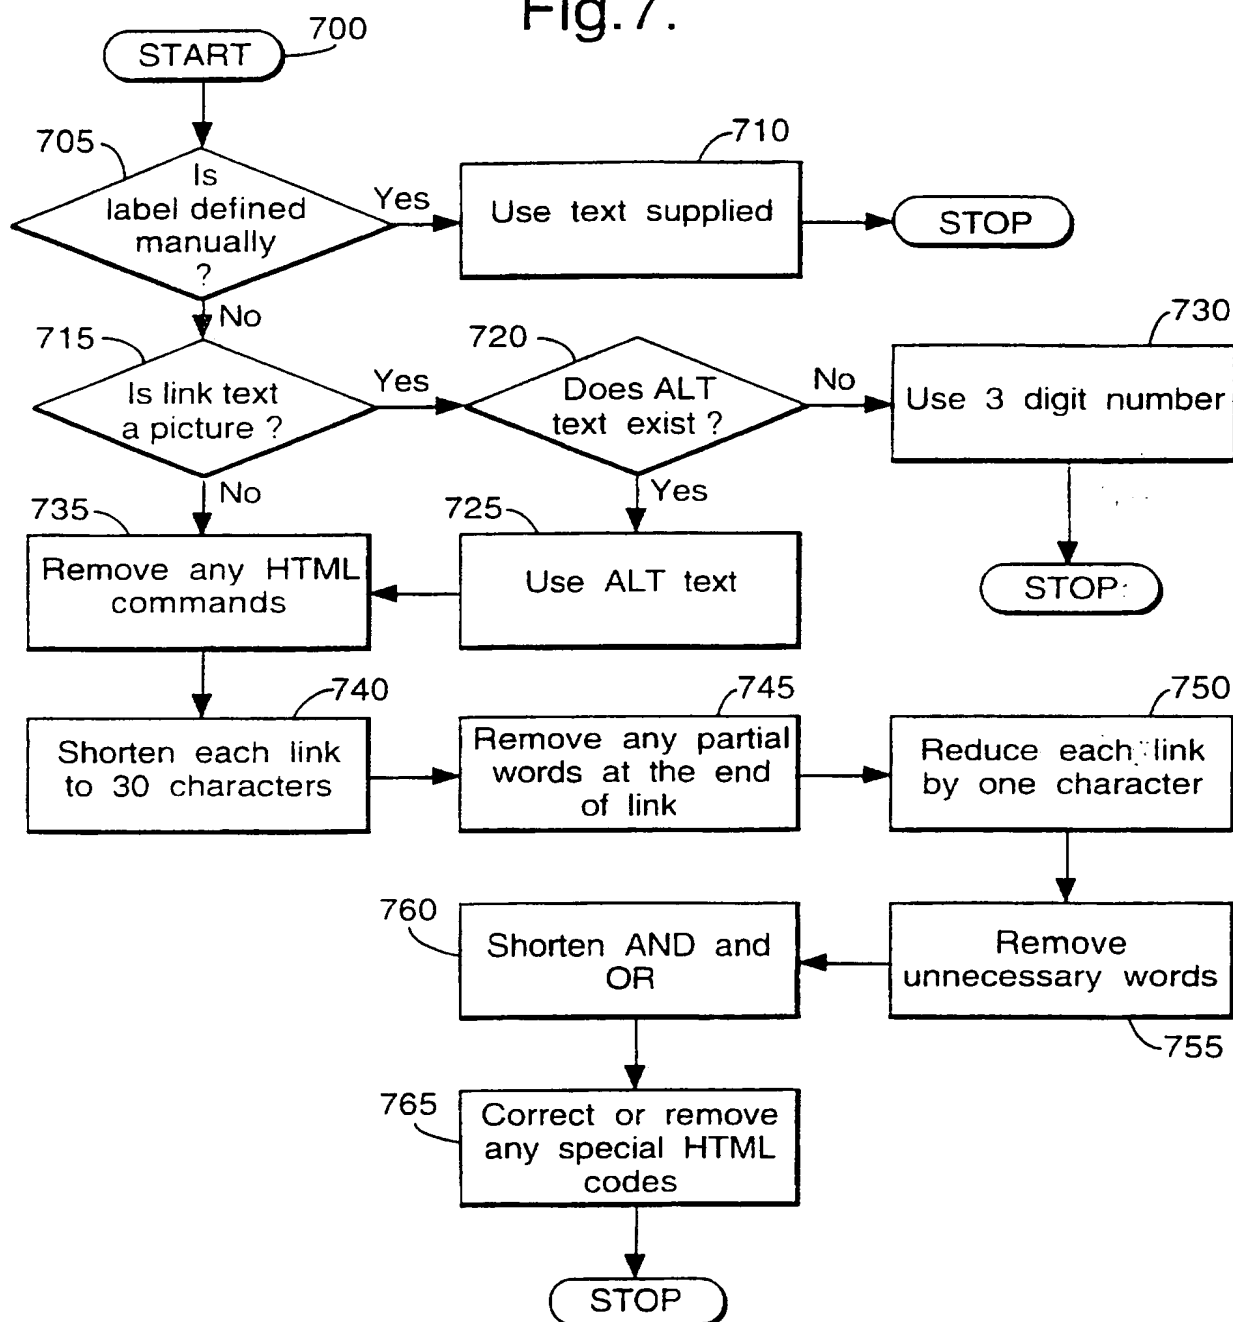 Fig.7.
START
700
705
Is
label defined
manually
?
Yes
710
Use text supplied
STOP
No
715
Is link text
a picture ?
Yes
720
Does ALT
text exist ?
No
730
Use 3 digit number
STOP
No
Yes
735
Remove any HTML
commands
725
Use ALT text
740
Shorten each link
to 30 characters
745
Remove any partial
words at the end
of link
750
Reduce each link
by one character
760
Shorten AND and
OR
Remove
unnecessary words
755
765
Correct or remove
any special HTML
codes
STOP